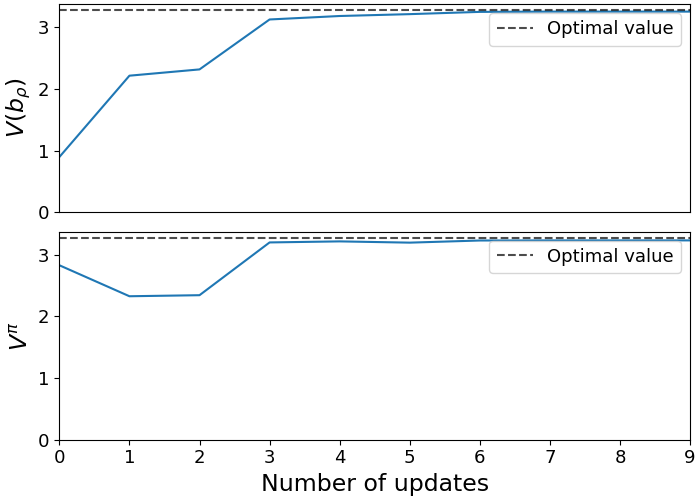 3
2
1
0
V(b_ρ)
Optimal value
3
2
1
0
V^π
Optimal value
0 1 2 3 4 5 6 7 8 9
Number of updates